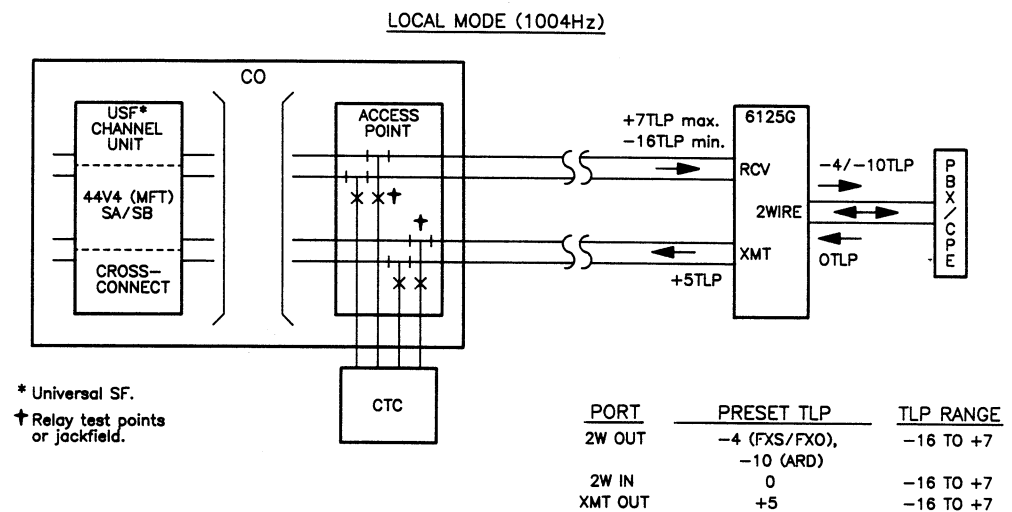 LOCAL MODE (1004Hz)
CO
USF*
CHANNEL
UNIT
44V4 (MFT)
SA/SB
CROSS-
CONNECT
ACCESS
POINT
CTC
+7TLP max.
-16TLP min.
+5TLP
6125G
RCV
2WIRE
XMT
-4/-10TLP
0TLP
PBX/CPE
* Universal SF.
✝ Relay test points
or jackfield.
PORT PRESET TLP TLP RANGE
2W OUT -4 (FXS/FXO), -16 TO +7
-10 (ARD)
2W IN 0 -16 TO +7
XMT OUT +5 -16 TO +7